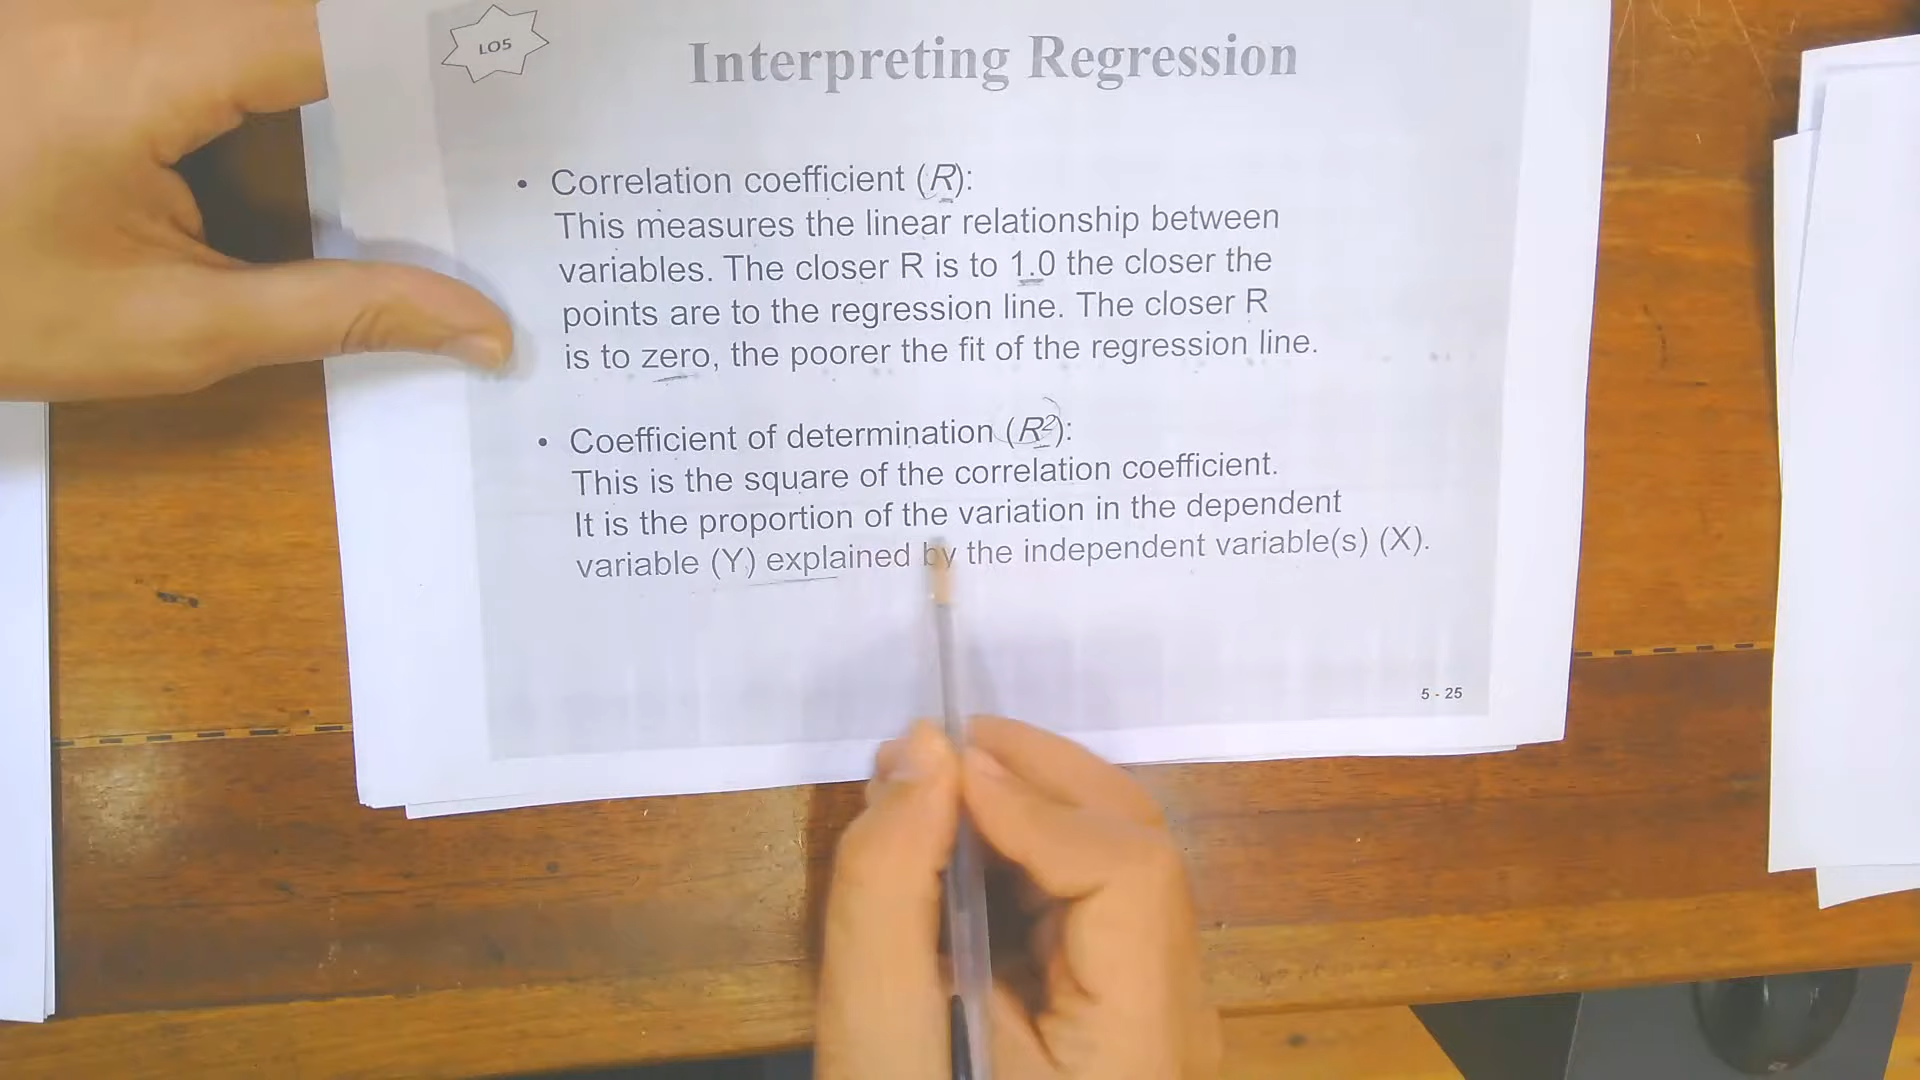 LO5
Interpreting Regression
• Correlation coefficient (R):
This measures the linear relationship between
variables. The closer R is to 1.0 the closer the
points are to the regression line. The closer R
is to zero, the poorer the fit of the regression line.
• Coefficient of determination (R²):
This is the square of the correlation coefficient.
It is the proportion of the variation in the dependent
variable (Y) explained by the independent variable(s) (X).
5 - 25